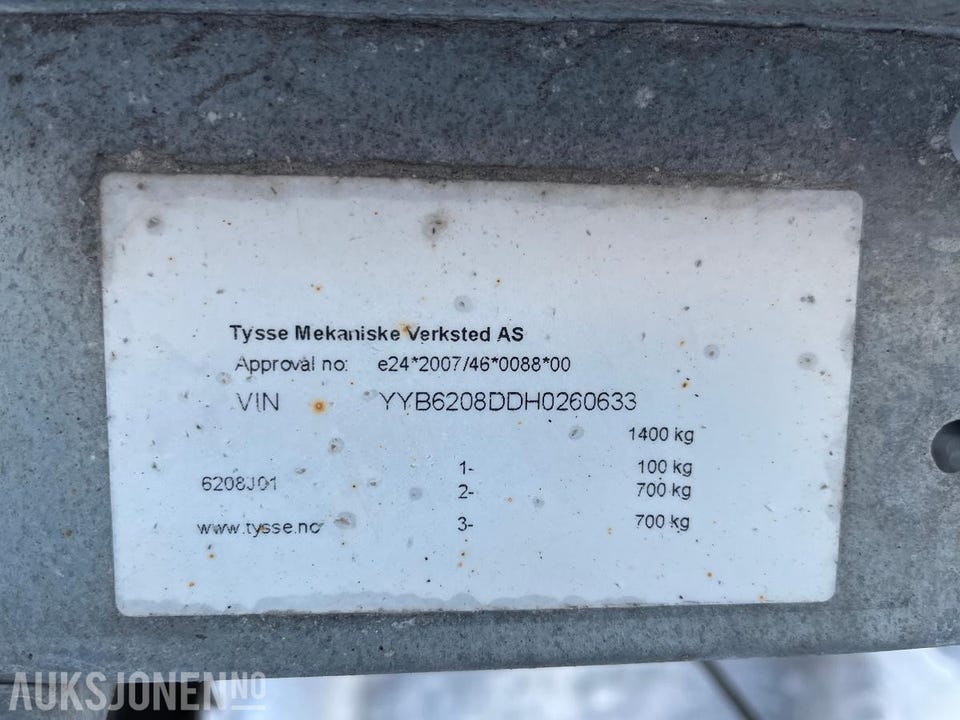 Tysse Mekaniske Verksted AS
Approval no: e24*2007/46*0088*00
VIN YYB6208DDH0260633
1400 kg
1- 100 kg
6208J01
2- 700 kg
www.tysse.no
3- 700 kg
AUKSJONEN.NO